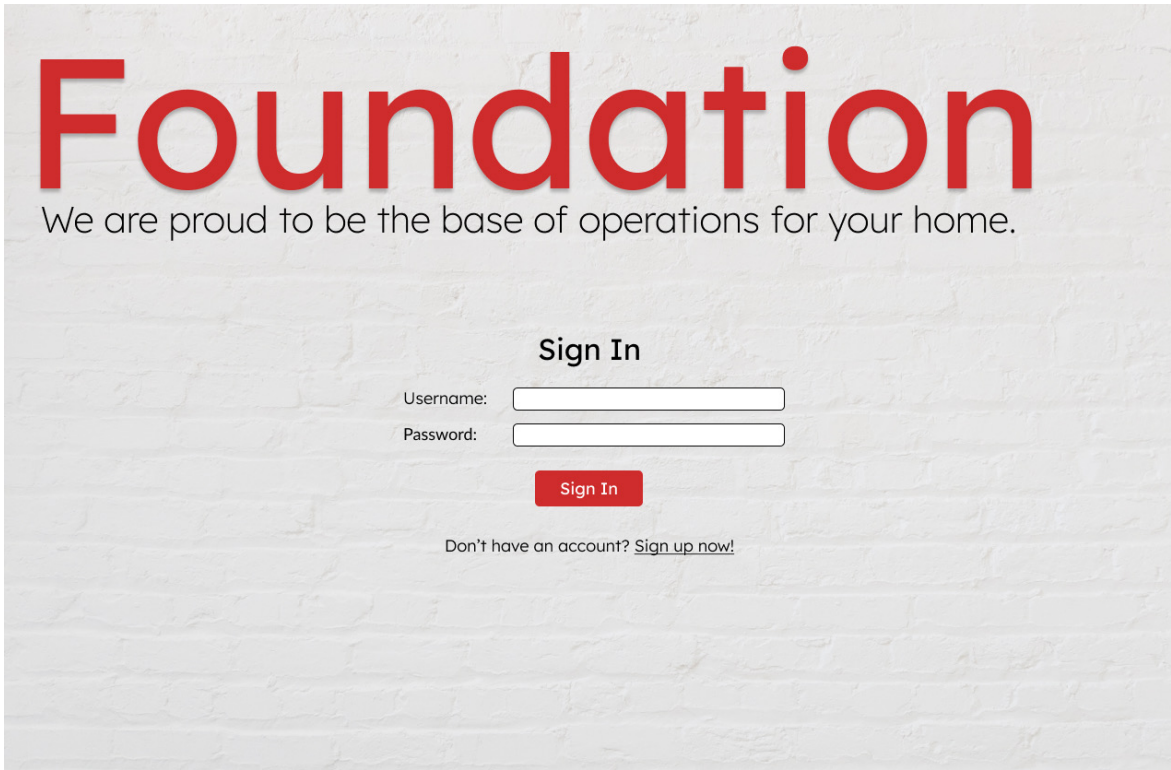 Foundation
We are proud to be the base of operations for your home.
Sign In
Username:
Password:
Sign In
Don't have an account? Sign up now!